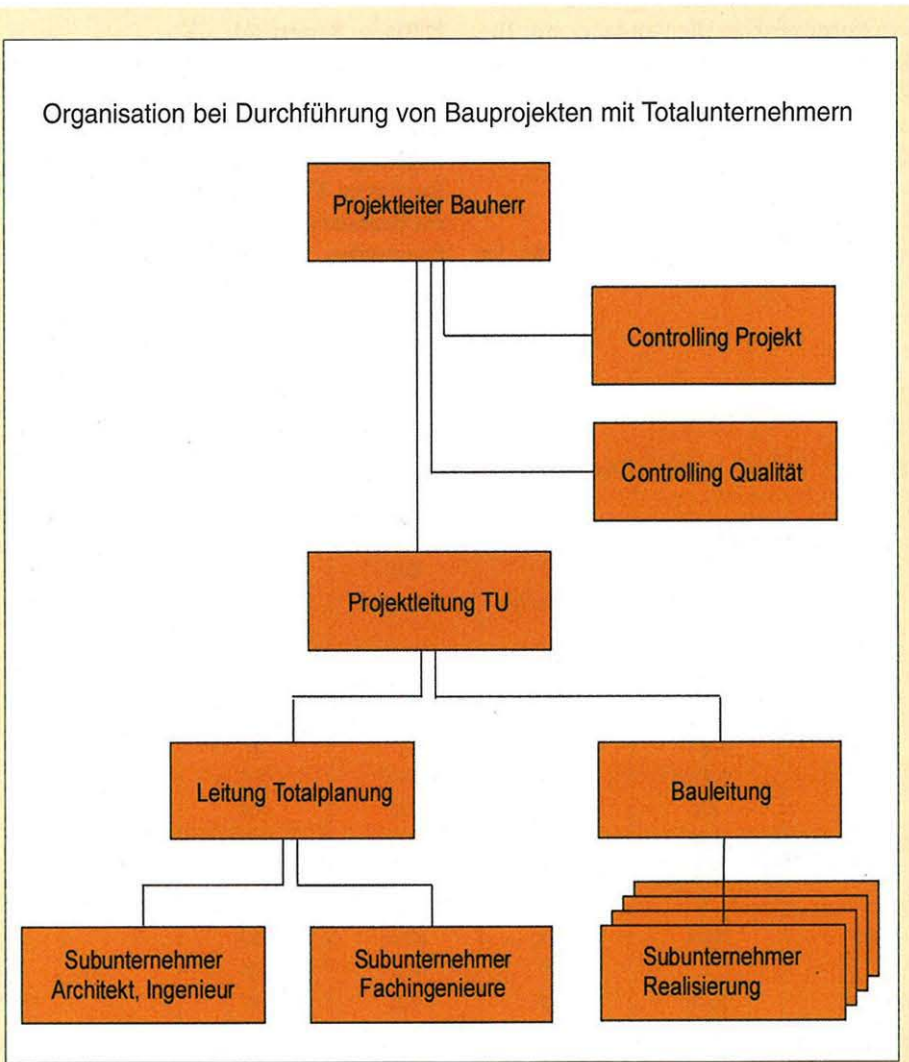 Organisation bei Durchführung von Bauprojekten mit Totalunternehmern
Projektleiter Bauherr
Controlling Projekt
Controlling Qualität
Projektleitung TU
Leitung Totalplanung
Bauleitung
Subunternehmer
Architekt, Ingenieur
Subunternehmer
Fachingenieure
Subunternehmer
Realisierung